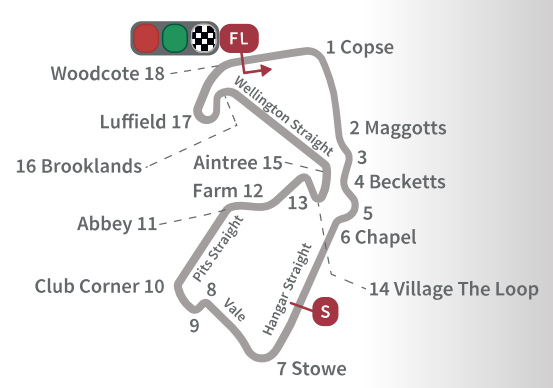 FL
1 Copse
Woodcote 18
Wellington Straight
Luffield 17
2 Maggotts
16 Brooklands
3
Aintree 15
4 Becketts
Farm 12
13
5
Abbey 11
6 Chapel
Pits Straight
Hangar Straight
Club Corner 10
8
14 Village The Loop
Vale
S
9
7 Stowe